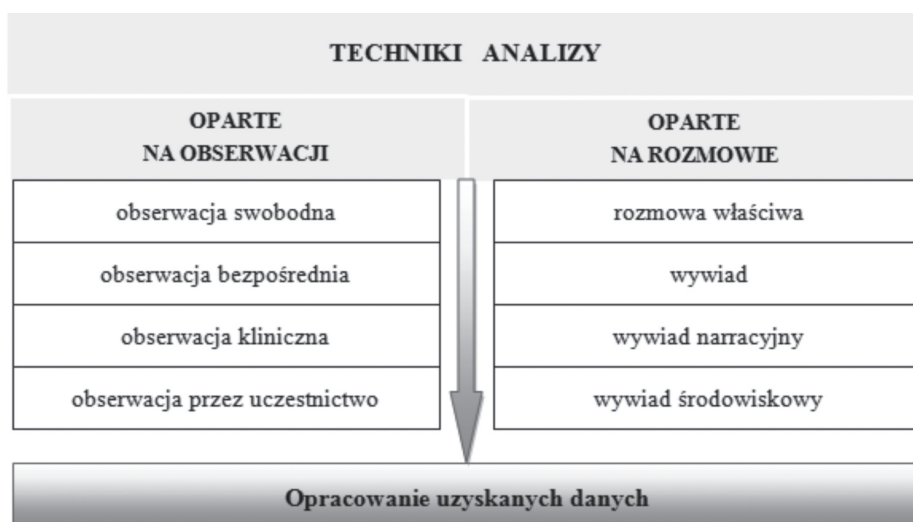 TECHNIKI ANALIZY
OPARTE
NA OBSERWACJI
OPARTE
NA ROZMOWIE
obserwacja swobodna
rozmowa właściwa
obserwacja bezpośrednia
wywiad
obserwacja kliniczna
wywiad narracyjny
obserwacja przez uczestnictwo
wywiad środowiskowy
Opracowanie uzyskanych danych